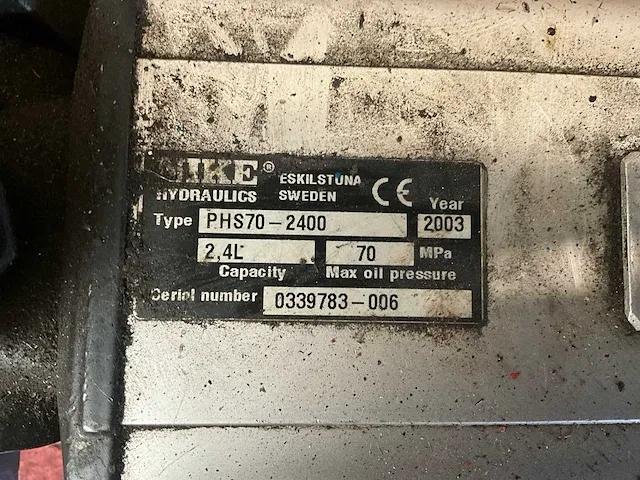 NIKE® ESKILSTUNA
HYDRAULICS SWEDEN CE Year
Type PHS70-2400 2003
2,4L 70 MPa
Capacity Max oil pressure
Serial number 0339783-006